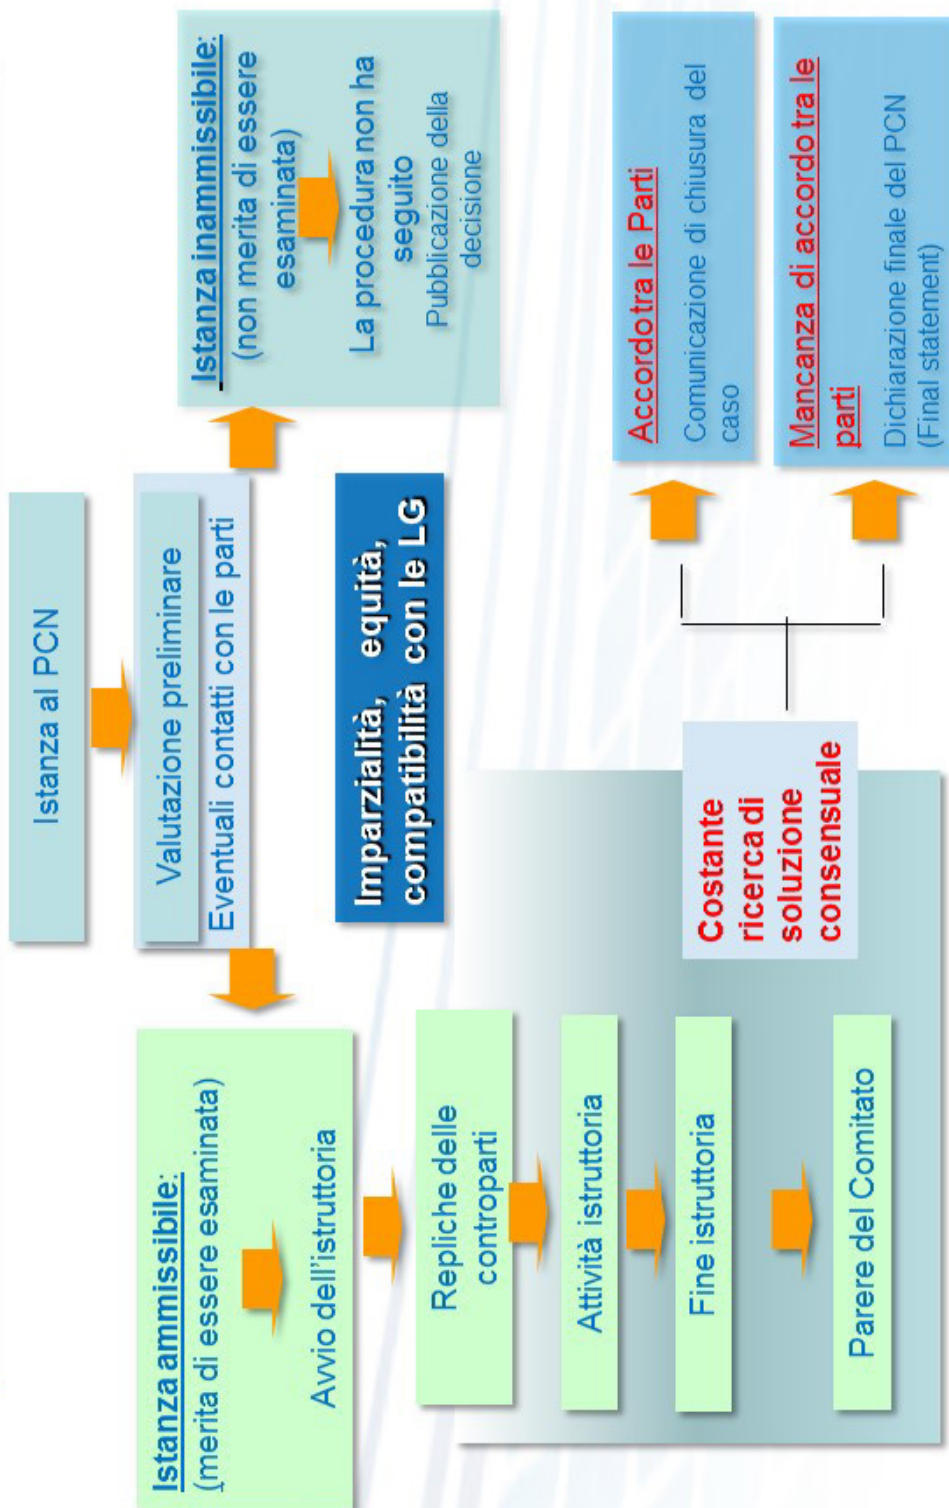 Istanza al PCN
Valutazione preliminare
Eventuali contatti con le parti
Istanza ammissibile:
(merita di essere esaminata)
Avvio dell'istruttoria
Istanza inammissibile:
(non merita di essere
esaminata)
La procedura non ha
seguito
Pubblicazione della
decisione
Imparzialità, equità,
compatibilità con le LG
Repliche delle
controparti
Attività istruttoria
Fine istruttoria
Parere del Comitato
Costante
ricerca di
soluzione
consensuale
Accordo tra le Parti
Comunicazione di chiusura del
caso
Mancanza di accordo tra le
parti
Dichiarazione finale del PCN
(Final statement)